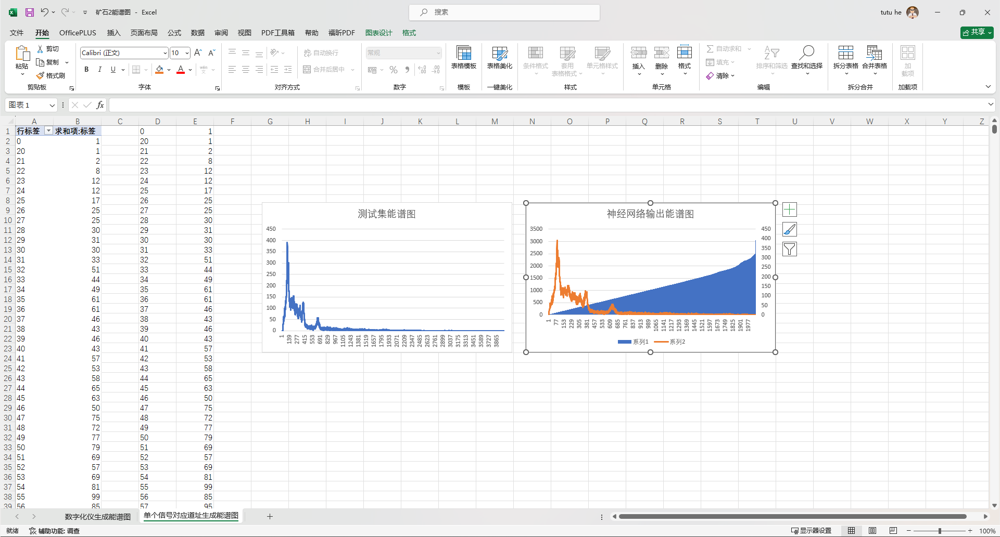 矿石2能谱图 - Excel
搜索
tutu he
文件 开始 OfficePLUS 插入 页面布局 公式 数据 审阅 视图 PDF工具箱 帮助 福昕PDF 图表设计 格式
共享
粘贴
剪切
复制
格式刷
剪贴板
Calibri (正文) 10
B I U
wén
字体
自动换行
合并后居中
对齐方式
常规
数字
表格模板
模板
表格美化
一键美化
条件格式
套用
表格格式
单元格样式
样式
插入
删除
格式
单元格
自动求和
填充
清除
排序和筛选
查找和选择
编辑
拆分表格
合并表格
拆分合并
加
载项
加载项
图表 1
fx
A B C D E F G H I J K L M N O P Q R S T U V W X Y Z
1 行标签 求和项:标签 0 1
2 0 1 20 1
3 20 1 21 2
4 21 2 22 8
5 22 8 23 12
6 23 12 24 12
7 24 12 25 17
8 25 17 26 25
9 26 25 27 25
10 27 25 28 30
11 28 30 29 31
12 29 31 30 30
13 30 30 31 33
14 31 33 32 51
15 32 51 33 44
16 33 44 34 49
17 34 49 35 61
18 35 61 36 61
19 36 61 37 46
20 37 46 38 43
21 38 43 39 46
22 39 46 40 43
23 40 43 41 57
24 41 57 42 53
25 42 53 43 58
26 43 58 44 65
27 44 65 45 63
28 45 63 46 50
29 46 50 47 75
30 47 75 48 72
31 48 72 49 77
32 49 77 50 79
33 50 79 51 69
34 51 69 52 57
35 52 57 53 69
36 53 69 54 81
37 54 81 55 99
38 55 99 56 85
39 56 85 57 95
测试集能谱图
450
400
350
300
250
200
150
100
50
0
1 139 277 415 553 691 829 967 1105 1243 1381 1519 1657 1795 1933 2071 2209 2347 2485 2623 2761 2899 3037 3175 3313 3451 3589 3727 3865
神经网络输出能谱图
3500
3000
2500
2000
1500
1000
500
0
450
400
350
300
250
200
150
100
50
0
1 77 153 229 305 381 457 533 609 685 761 837 913 989 1065 1141 1217 1293 1369 1445 1521 1597 1673 1749 1825 1901 1977
系列1 系列2
数字化仪生成能谱图 单个信号对应道址生成能谱图
就绪 辅助功能: 调查
显示器设置
100%